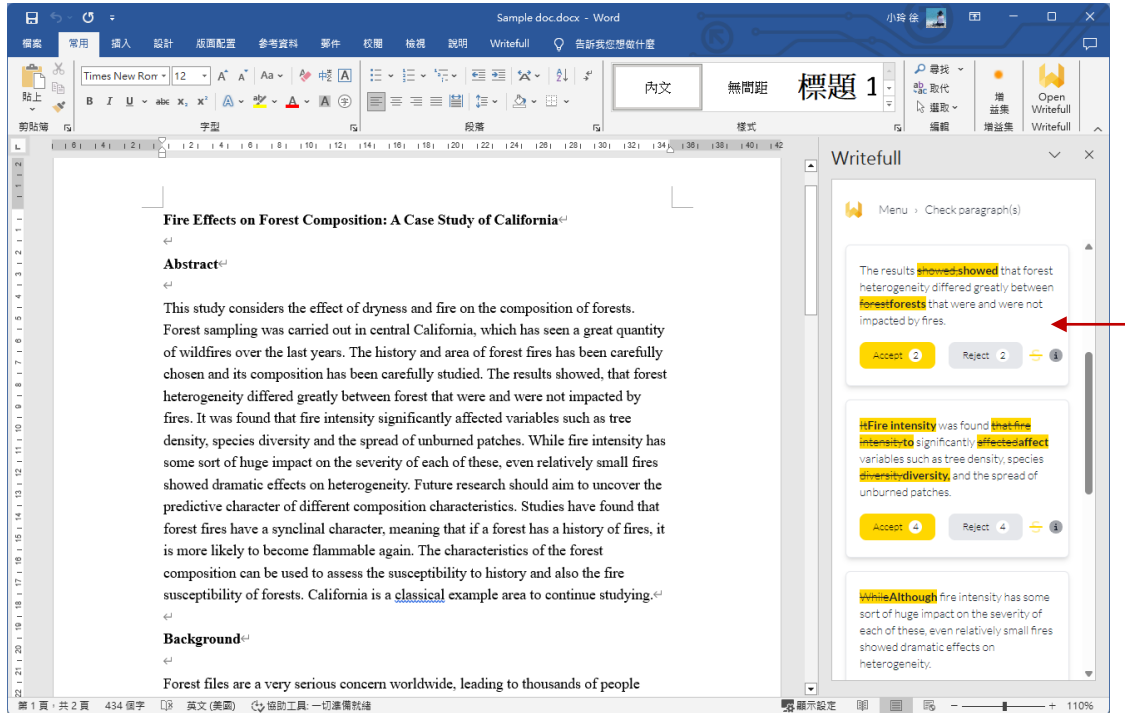 Sample doc.docx - Word
小玲 徐
檔案 常用 插入 設計 版面配置 參考資料 郵件 校閱 檢視 說明 Writefull 告訴我您想做什麼
貼上
剪貼簿
Times New Ron 12
B I U abc x₂ x²
字型
段落
內文 無間距 標題 1
樣式
尋找
取代
選取
編輯
增益集
增益集
Open Writefull
Writefull
Fire Effects on Forest Composition: A Case Study of California
Abstract
This study considers the effect of dryness and fire on the composition of forests.
Forest sampling was carried out in central California, which has seen a great quantity
of wildfires over the last years. The history and area of forest fires has been carefully
chosen and its composition has been carefully studied. The results showed, that forest
heterogeneity differed greatly between forest that were and were not impacted by
fires. It was found that fire intensity significantly affected variables such as tree
density, species diversity and the spread of unburned patches. While fire intensity has
some sort of huge impact on the severity of each of these, even relatively small fires
showed dramatic effects on heterogeneity. Future research should aim to uncover the
predictive character of different composition characteristics. Studies have found that
forest fires have a synclinal character, meaning that if a forest has a history of fires, it
is more likely to become flammable again. The characteristics of the forest
composition can be used to assess the susceptibility to history and also the fire
susceptibility of forests. California is a classical example area to continue studying.
Background
Forest files are a very serious concern worldwide, leading to thousands of people
Writefull
Menu › Check paragraph(s)
The results showed,showed that forest
heterogeneity differed greatly between
forestforests that were and were not
impacted by fires.
Accept 2 Reject 2
ItFire intensity was found that fire
intensityto significantly affectedaffect
variables such as tree density, species
diversitydiversity, and the spread of
unburned patches.
Accept 4 Reject 4
WhileAlthough fire intensity has some
sort of huge impact on the severity of
each of these, even relatively small fires
showed dramatic effects on
heterogeneity.
第 1 頁，共 2 頁 434 個字 英文 (美國) 協助工具: 一切準備就緒 顯示設定 110%